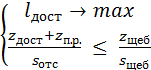 { l_дост → max
(z_дост + z_п.р.) / s_отс ≤ z_щеб / s_щеб